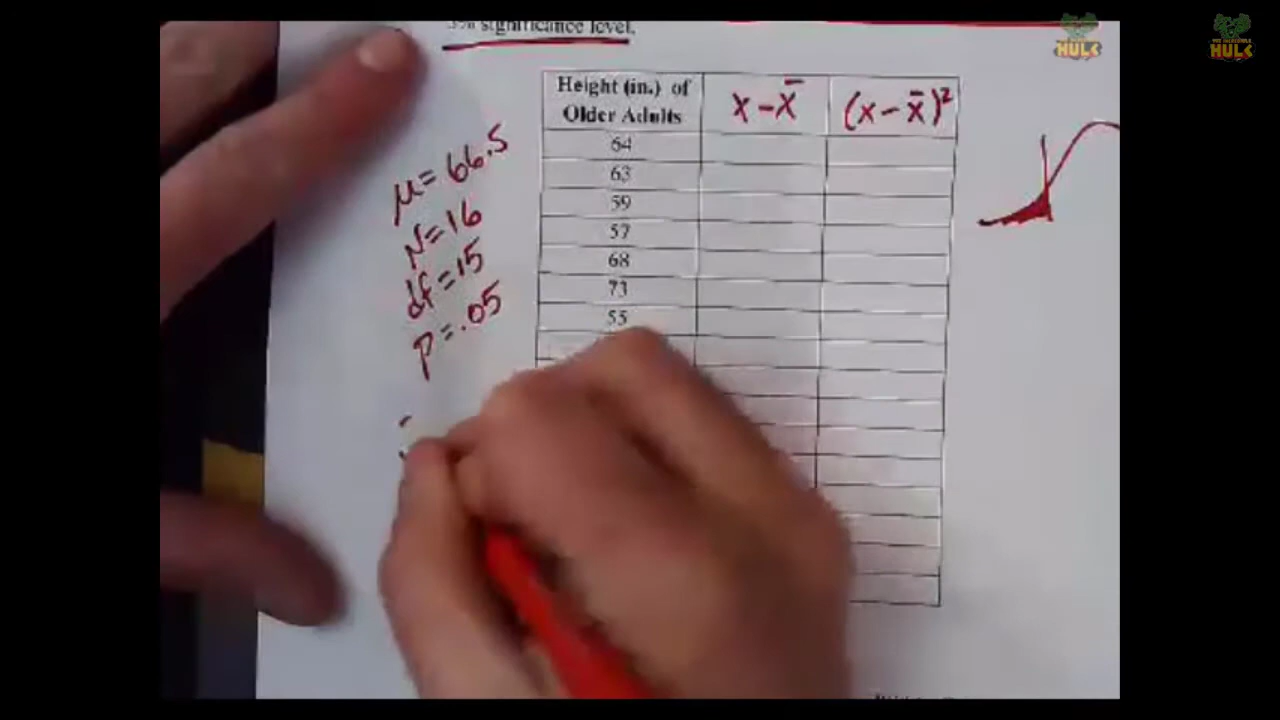 5% significance level.
Height (in.) of Older Adults
x - x̄
(x - x̄)²
64
63
59
57
68
73
55
μ = 66.5
N = 16
df = 15
p = .05
HULK
HULK